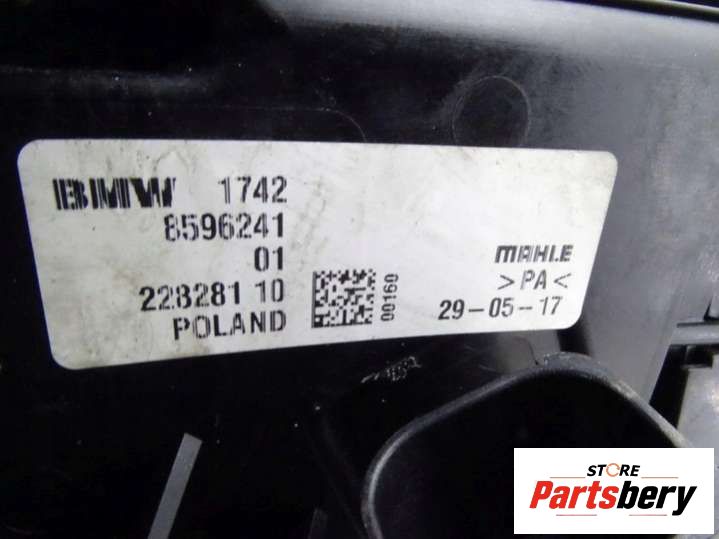 BMW 1742
8596241
01
228281 10
POLAND
00160
MAHLE
>PA<
29-05-17
STORE
Partsbery